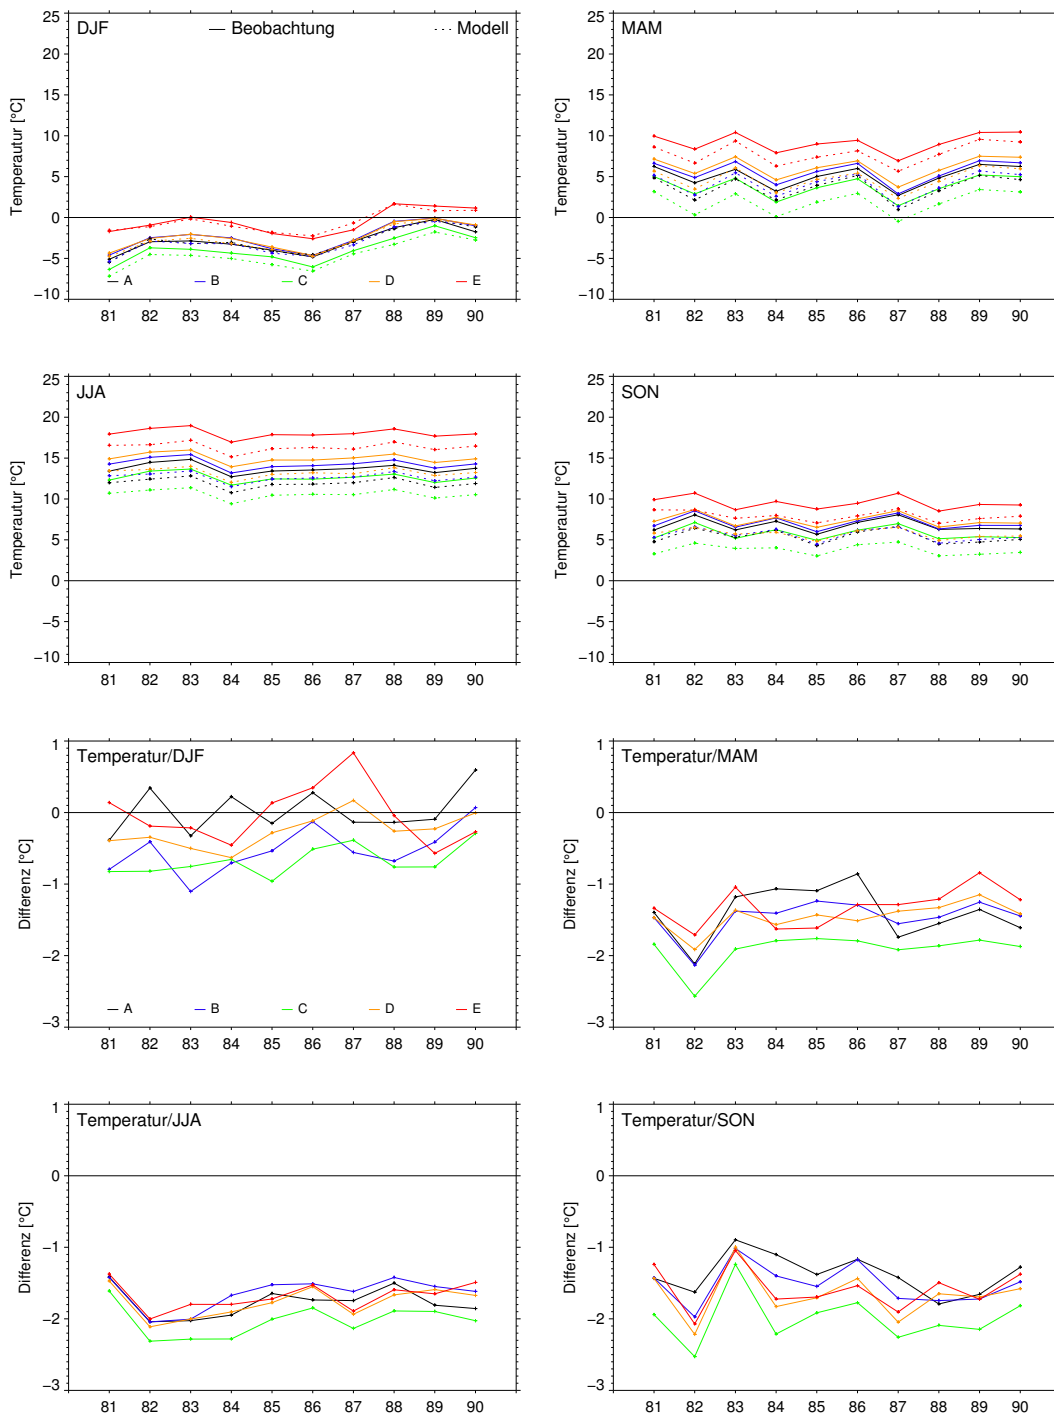 DJF
Beobachtung
Modell
Temperautur [°C]
25
20
15
10
5
0
−5
−10
A B C D E
81 82 83 84 85 86 87 88 89 90
MAM
Temperautur [°C]
25
20
15
10
5
0
−5
−10
81 82 83 84 85 86 87 88 89 90
JJA
Temperautur [°C]
25
20
15
10
5
0
−5
−10
81 82 83 84 85 86 87 88 89 90
SON
Temperautur [°C]
25
20
15
10
5
0
−5
−10
81 82 83 84 85 86 87 88 89 90
Temperatur/DJF
Differenz [°C]
1
0
−1
−2
−3
A B C D E
81 82 83 84 85 86 87 88 89 90
Temperatur/MAM
Differenz [°C]
1
0
−1
−2
−3
81 82 83 84 85 86 87 88 89 90
Temperatur/JJA
Differenz [°C]
1
0
−1
−2
−3
81 82 83 84 85 86 87 88 89 90
Temperatur/SON
Differenz [°C]
1
0
−1
−2
−3
81 82 83 84 85 86 87 88 89 90